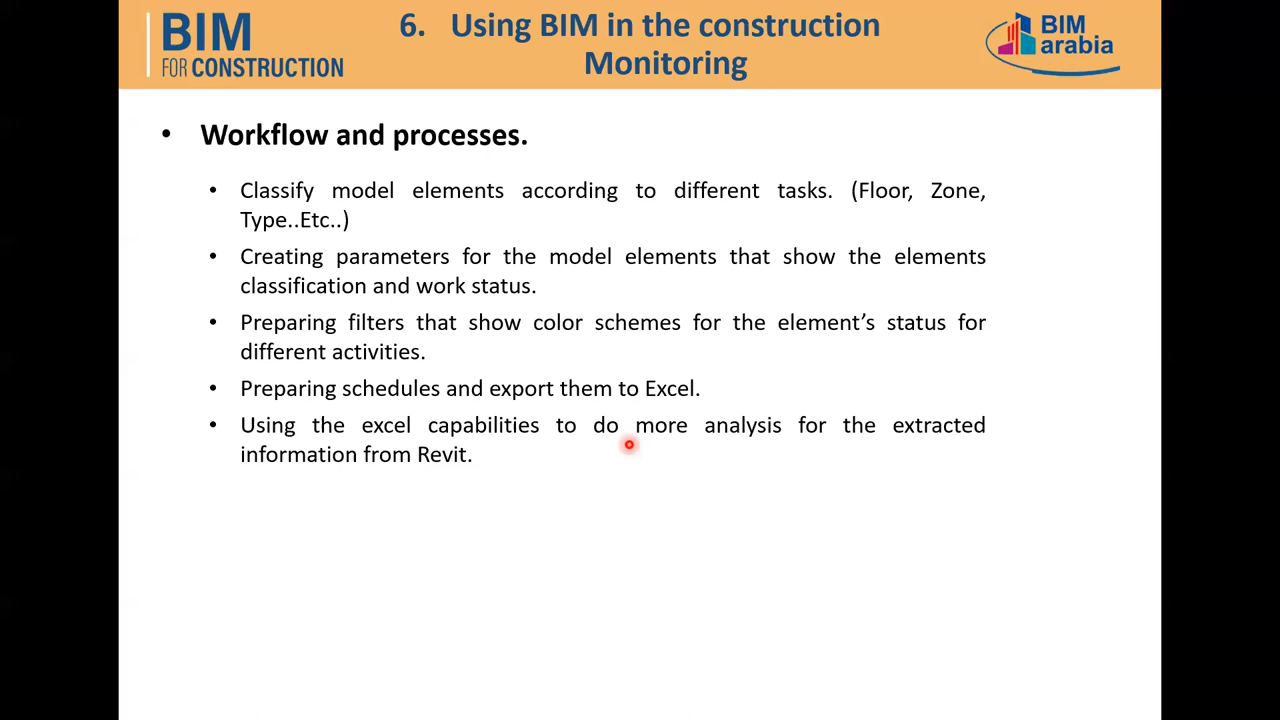 BIM
FOR CONSTRUCTION
6. Using BIM in the construction
Monitoring
BIM
arabia
• Workflow and processes.
• Classify model elements according to different tasks. (Floor, Zone,
Type..Etc..)
• Creating parameters for the model elements that show the elements
classification and work status.
• Preparing filters that show color schemes for the element’s status for
different activities.
• Preparing schedules and export them to Excel.
• Using the excel capabilities to do more analysis for the extracted
information from Revit.